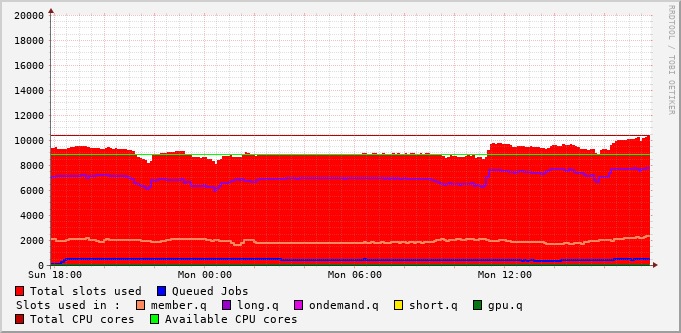 20000
18000
16000
14000
12000
10000
8000
6000
4000
2000
0
Sun 18:00 Mon 00:00 Mon 06:00 Mon 12:00
RRDTOOL / TOBI OETIKER
Total slots used Queued Jobs
Slots used in : member.q long.q ondemand.q short.q gpu.q
Total CPU cores Available CPU cores